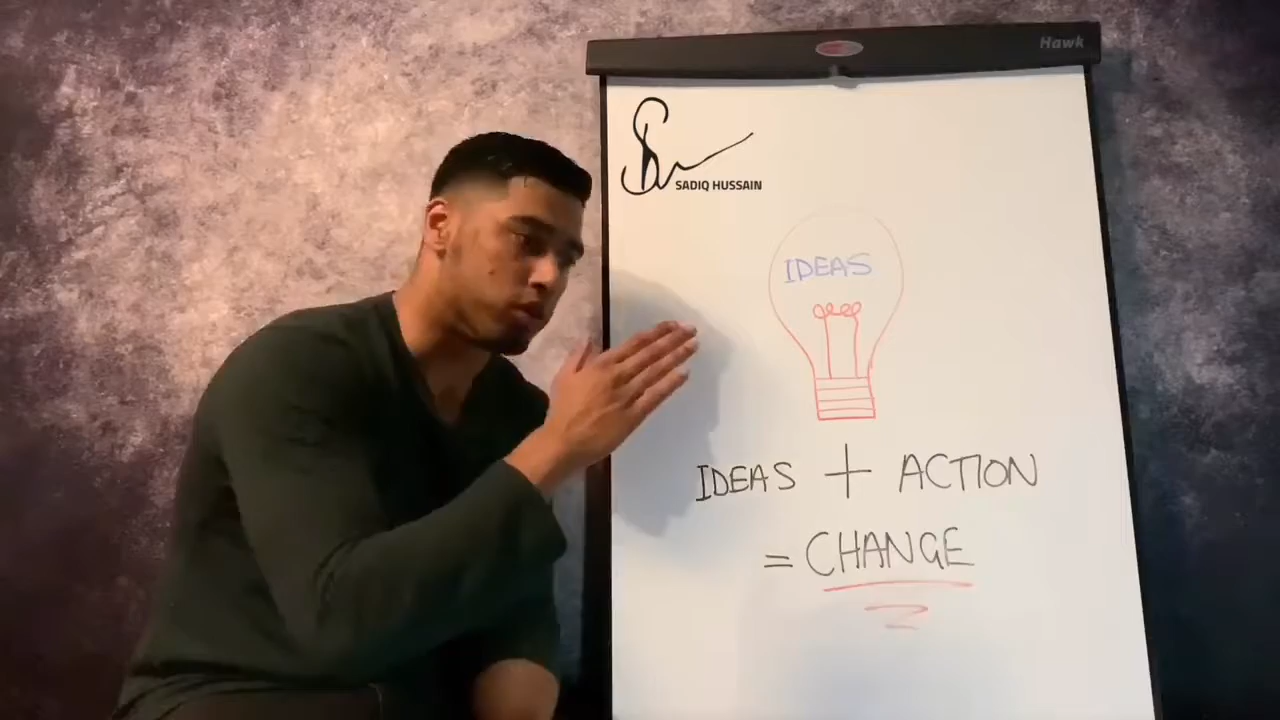 Hawk
SADIQ HUSSAIN
IDEAS
IDEAS + ACTION
= CHANGE